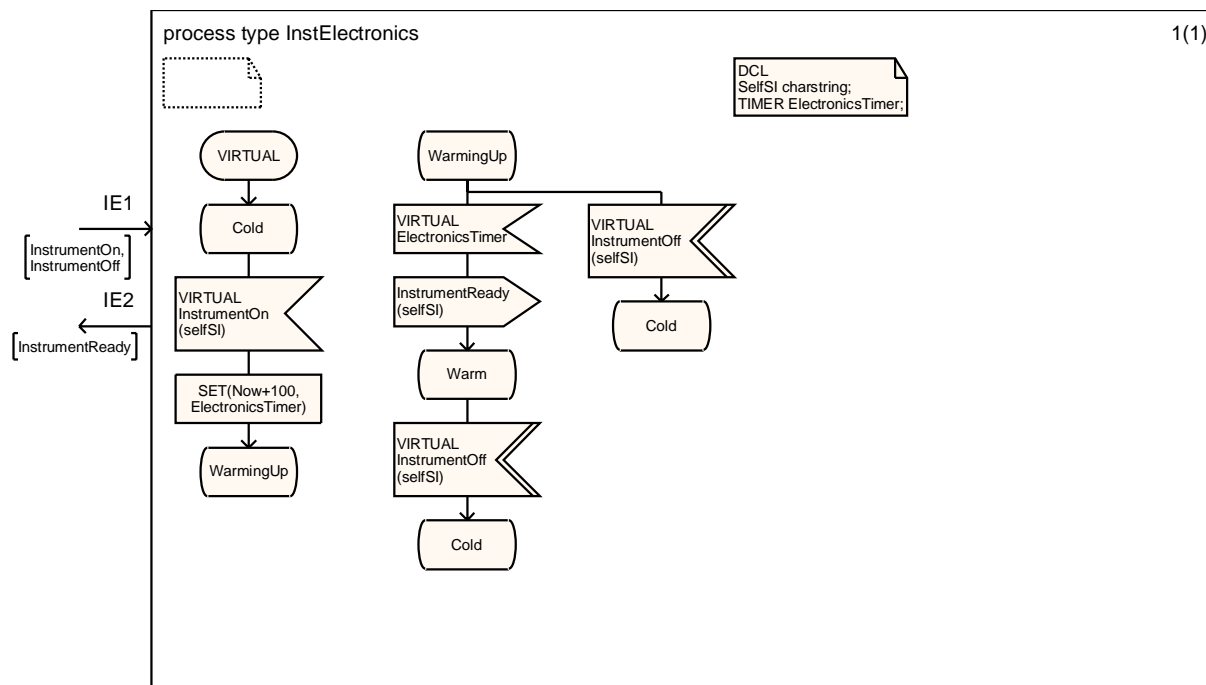 process type InstElectronics
1(1)
DCL
SelfSI charstring;
TIMER ElectronicsTimer;
VIRTUAL
Cold
VIRTUAL
InstrumentOn
(selfSI)
SET(Now+100,
ElectronicsTimer)
WarmingUp
WarmingUp
VIRTUAL
ElectronicsTimer
InstrumentReady
(selfSI)
Warm
VIRTUAL
InstrumentOff
(selfSI)
Cold
VIRTUAL
InstrumentOff
(selfSI)
Cold
IE1
InstrumentOn,
InstrumentOff
IE2
InstrumentReady